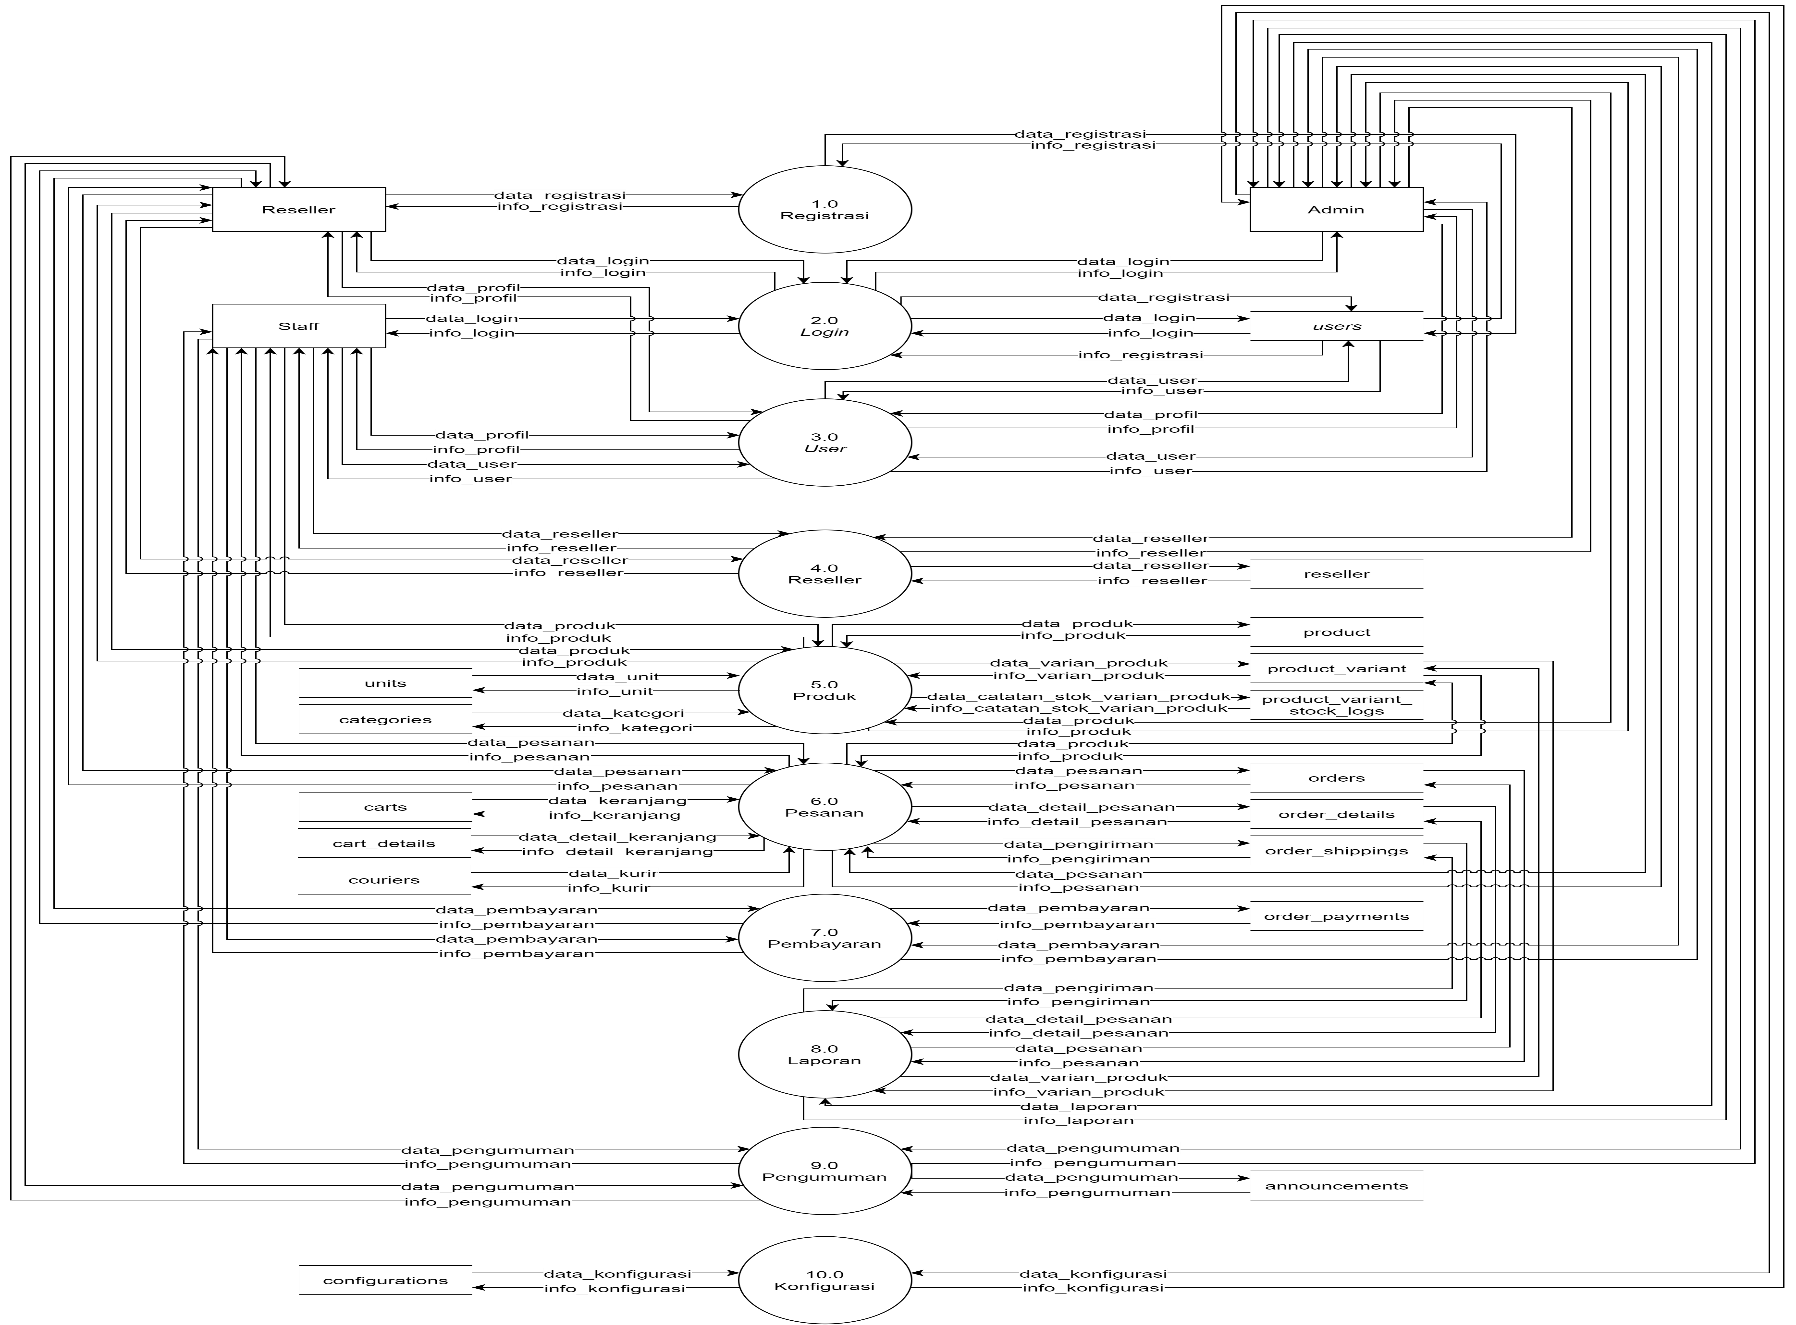 data_registrasi
info_registrasi
Reseller
data_registrasi
info_registrasi
1.0
Registrasi
Admin
data_login
info_login
data_login
info_login
data_profil
info_profil
data_registrasi
Staff
data_login
info_login
2.0
Login
data_login
info_login
users
info_registrasi
data_user
info_user
data_profil
info_profil
data_user
info_user
3.0
User
data_profil
info_profil
data_user
info_user
data_reseller
info_reseller
data_reseller
info_reseller
4.0
Reseller
data_reseller
info_reseller
data_reseller
info_reseller
reseller
data_produk
info_produk
data_produk
info_produk
data_produk
info_produk
product
units
data_unit
info_unit
categories
data_kategori
info_kategori
5.0
Produk
data_varian_produk
info_varian_produk
product_variant
data_catatan_stok_varian_produk
info_catatan_stok_varian_produk
product_variant_
stock_logs
data_produk
info_produk
data_pesanan
info_pesanan
data_pesanan
info_pesanan
data_produk
info_produk
data_pesanan
info_pesanan
orders
carts
data_keranjang
info_keranjang
6.0
Pesanan
data_detail_pesanan
info_detail_pesanan
order_details
cart_details
data_detail_keranjang
info_detail_keranjang
data_pengiriman
info_pengiriman
order_shippings
couriers
data_kurir
info_kurir
data_pesanan
info_pesanan
data_pembayaran
info_pembayaran
data_pembayaran
info_pembayaran
7.0
Pembayaran
data_pembayaran
info_pembayaran
order_payments
data_pembayaran
info_pembayaran
data_pengiriman
info_pengiriman
data_detail_pesanan
info_detail_pesanan
8.0
Laporan
data_pesanan
info_pesanan
data_varian_produk
info_varian_produk
data_laporan
info_laporan
data_pengumuman
info_pengumuman
data_pengumuman
info_pengumuman
9.0
Pengumuman
data_pengumuman
info_pengumuman
data_pengumuman
info_pengumuman
announcements
configurations
data_konfigurasi
info_konfigurasi
10.0
Konfigurasi
data_konfigurasi
info_konfigurasi